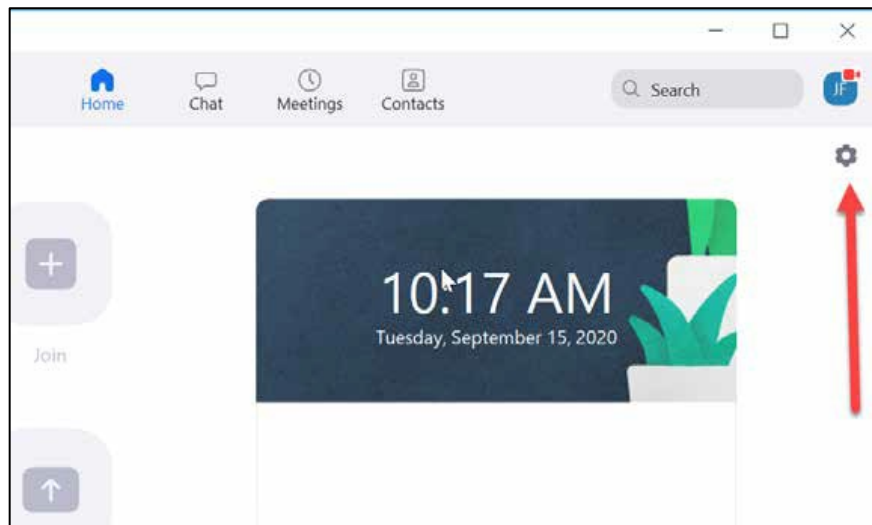 Home
Chat
Meetings
Contacts
Search
JF
10:17 AM
Tuesday, September 15, 2020
Join